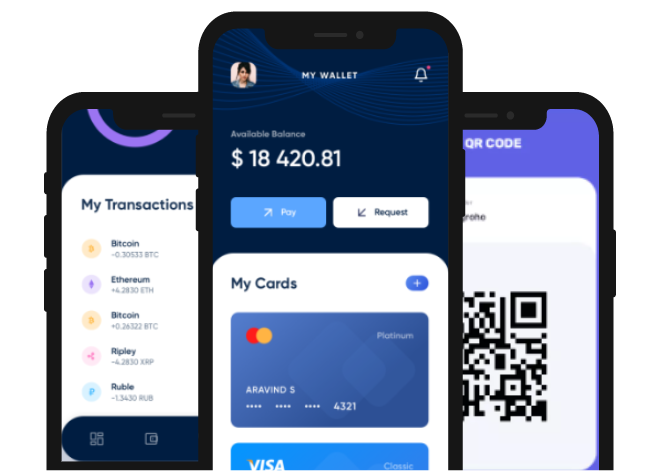 My Transactions
Bitcoin
-0.30533 BTC
Ethereum
+4.2830 ETH
Bitcoin
+0.26322 BTC
Ripley
-4.2830 XRP
Ruble
-1.3430 RUB
MY WALLET
Available Balance
$ 18 420.81
Pay
Request
My Cards
+
Platinum
ARAVIND S
•••• •••• •••• 4321
VISA
Classic
QR CODE